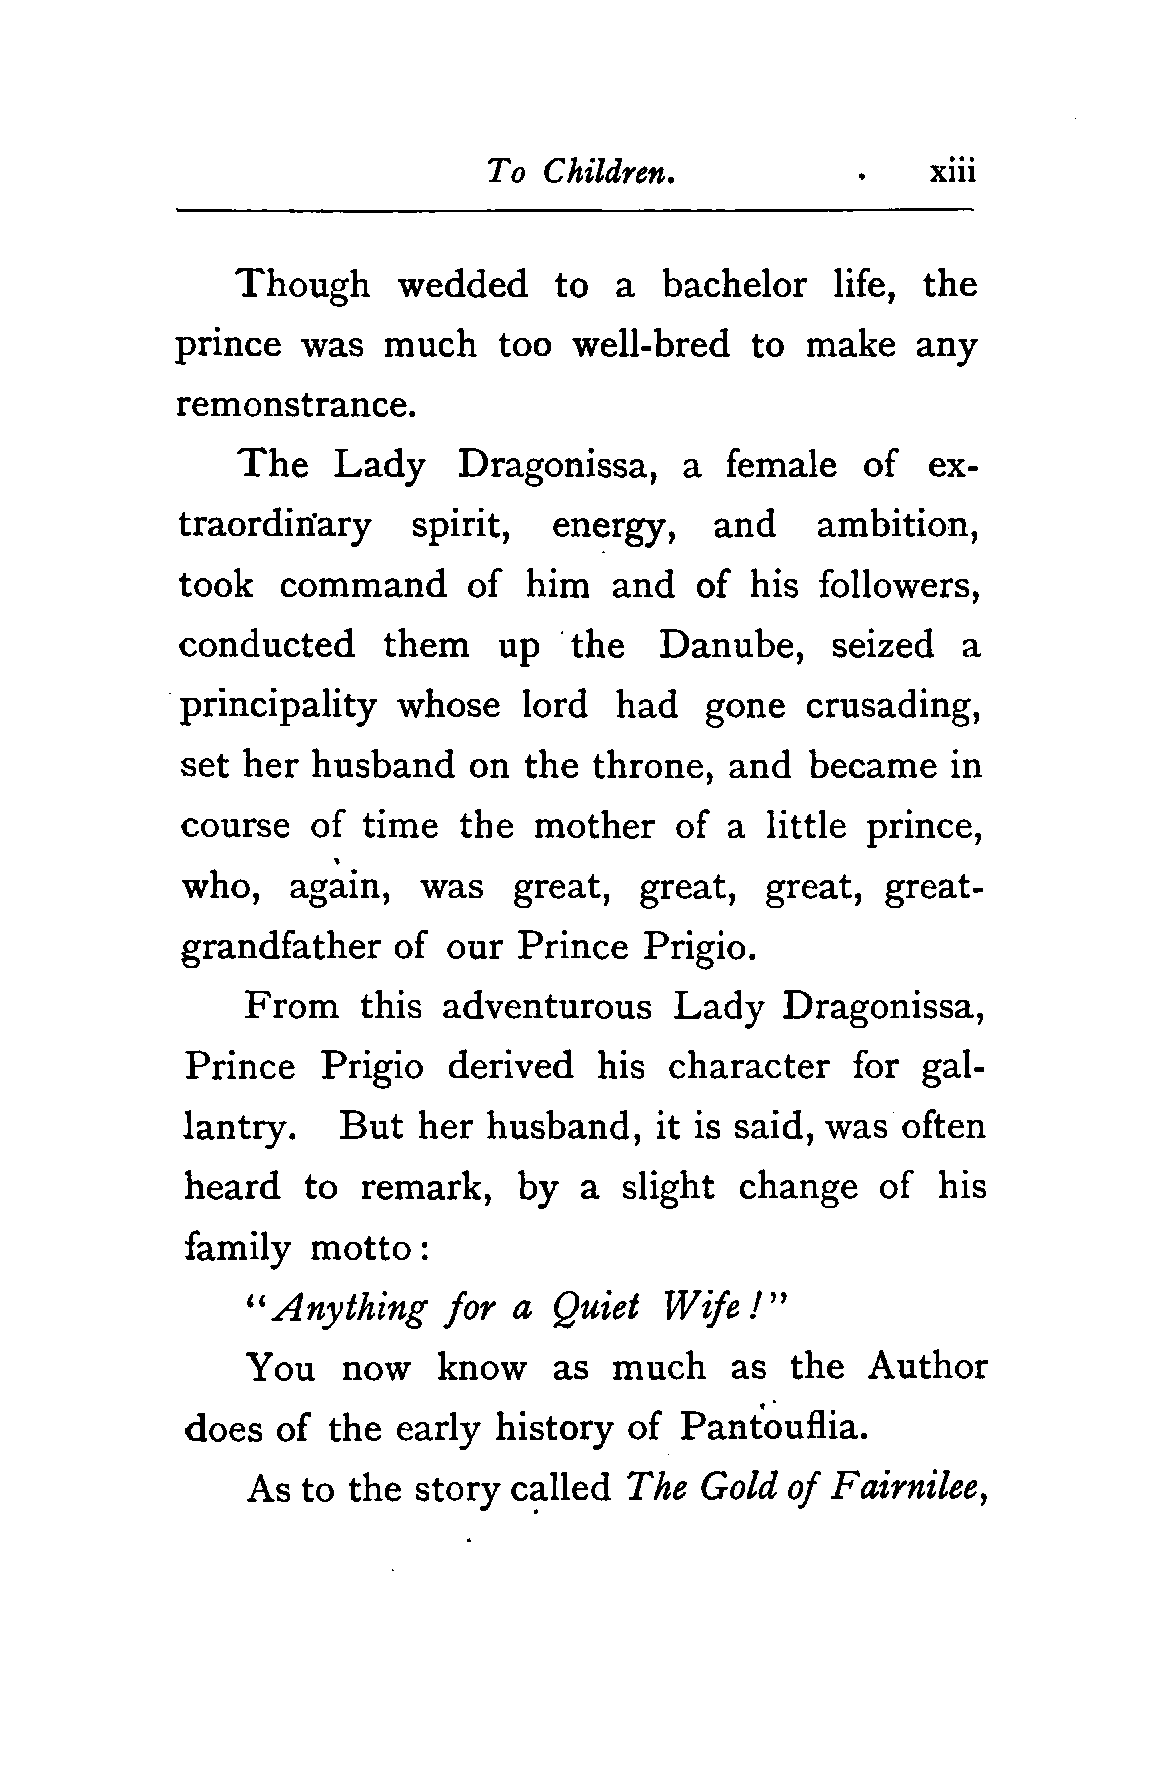 To Children. xiii
Though wedded to a bachelor life, the
prince was much too well-bred to make any
remonstrance.
The Lady Dragonissa, a female of ex-
traordinary spirit, energy, and ambition,
took command of him and of his followers,
conducted them up the Danube, seized a
principality whose lord had gone crusading,
set her husband on the throne, and became in
course of time the mother of a little prince,
who, again, was great, great, great, great-
grandfather of our Prince Prigio.
From this adventurous Lady Dragonissa,
Prince Prigio derived his character for gal-
lantry. But her husband, it is said, was often
heard to remark, by a slight change of his
family motto :
"Anything for a Quiet Wife!"
You now know as much as the Author
does of the early history of Pantouflia.
As to the story called The Gold of Fairnilee,